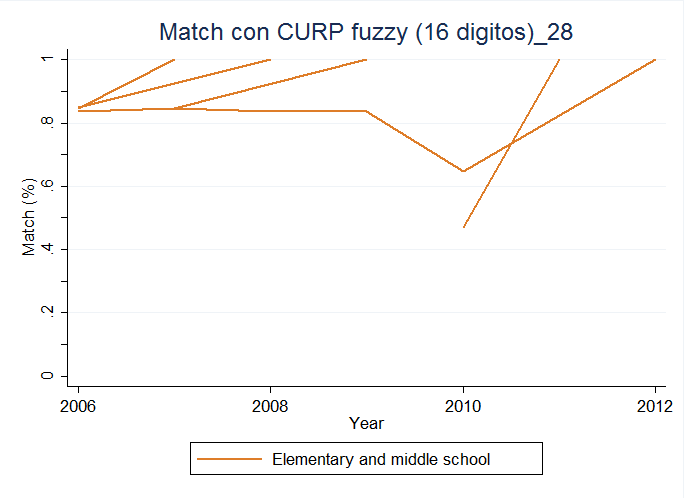 Match con CURP fuzzy (16 digitos)_28
Match (%)
1
.8
.6
.4
.2
0
2006 2008 2010 2012
Year
Elementary and middle school